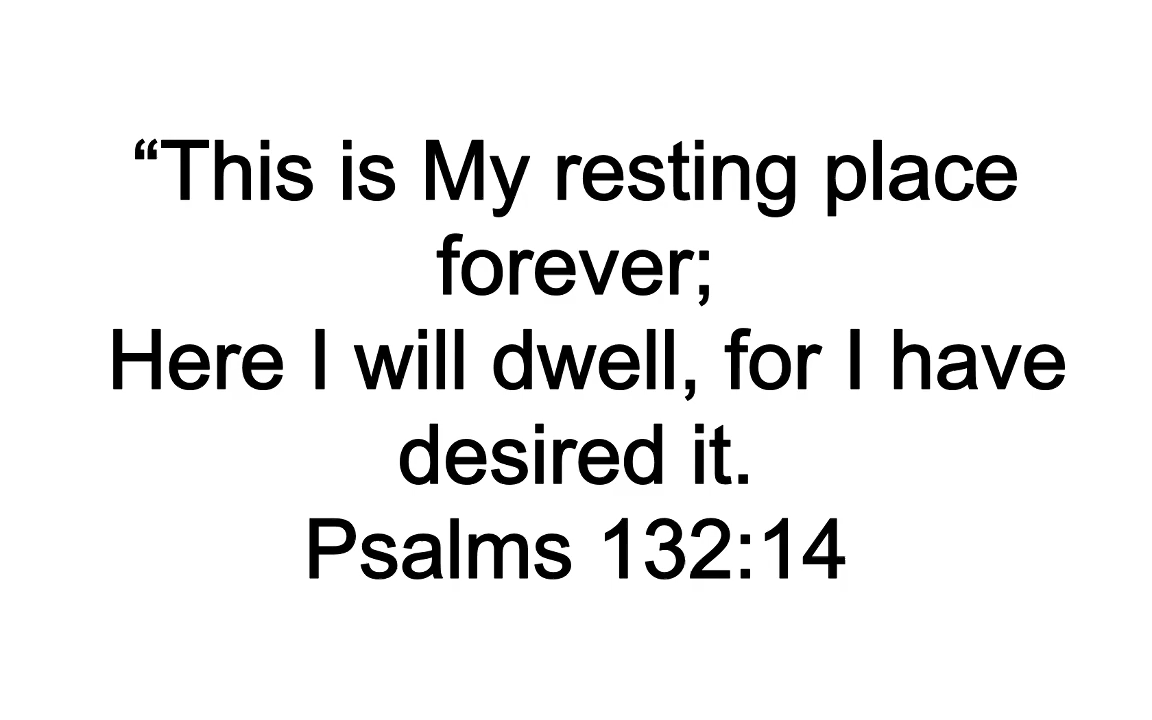 “This is My resting place
forever;
Here I will dwell, for I have
desired it.
Psalms 132:14